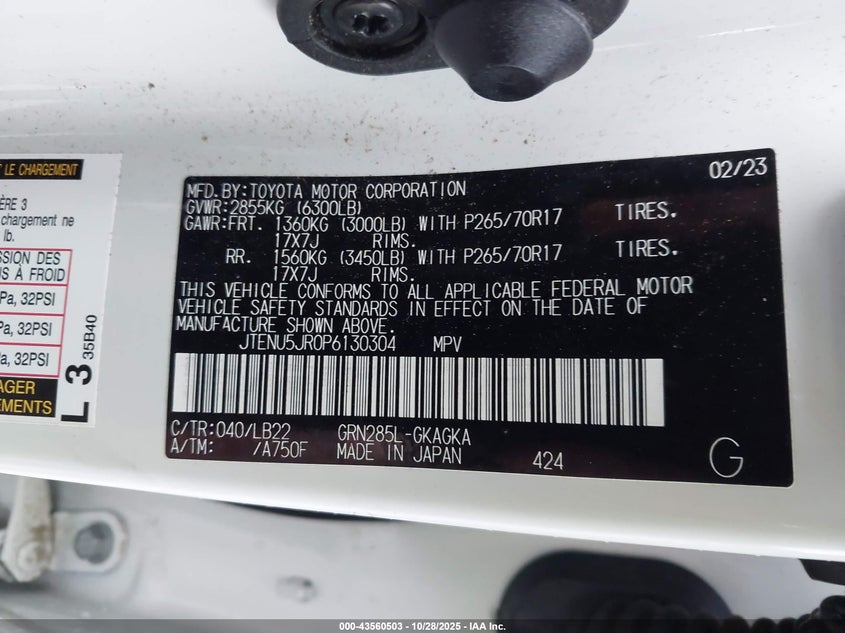 LE CHARGEMENT
ÈRE 3
chargement ne
lb.
SSION DES
US À FROID
Pa, 32PSI
Pa, 32PSI
Pa, 32PSI
AGER
EMENTS
L 3 35B40
02/23
MFD.BY:TOYOTA MOTOR CORPORATION
GVWR:2855KG (6300LB)
GAWR:FRT. 1360KG (3000LB) WITH P265/70R17 TIRES.
17X7J RIMS.
RR. 1560KG (3450LB) WITH P265/70R17 TIRES.
17X7J RIMS.
THIS VEHICLE CONFORMS TO ALL APPLICABLE FEDERAL MOTOR
VEHICLE SAFETY STANDARDS IN EFFECT ON THE DATE OF
MANUFACTURE SHOWN ABOVE.
JTENU5JR0P6130304 MPV
C/TR:040/LB22 GRN285L-GKAGKA
A/TM: /A750F MADE IN JAPAN 424
G
000-43560503 | 10/28/2025 - IAA Inc.